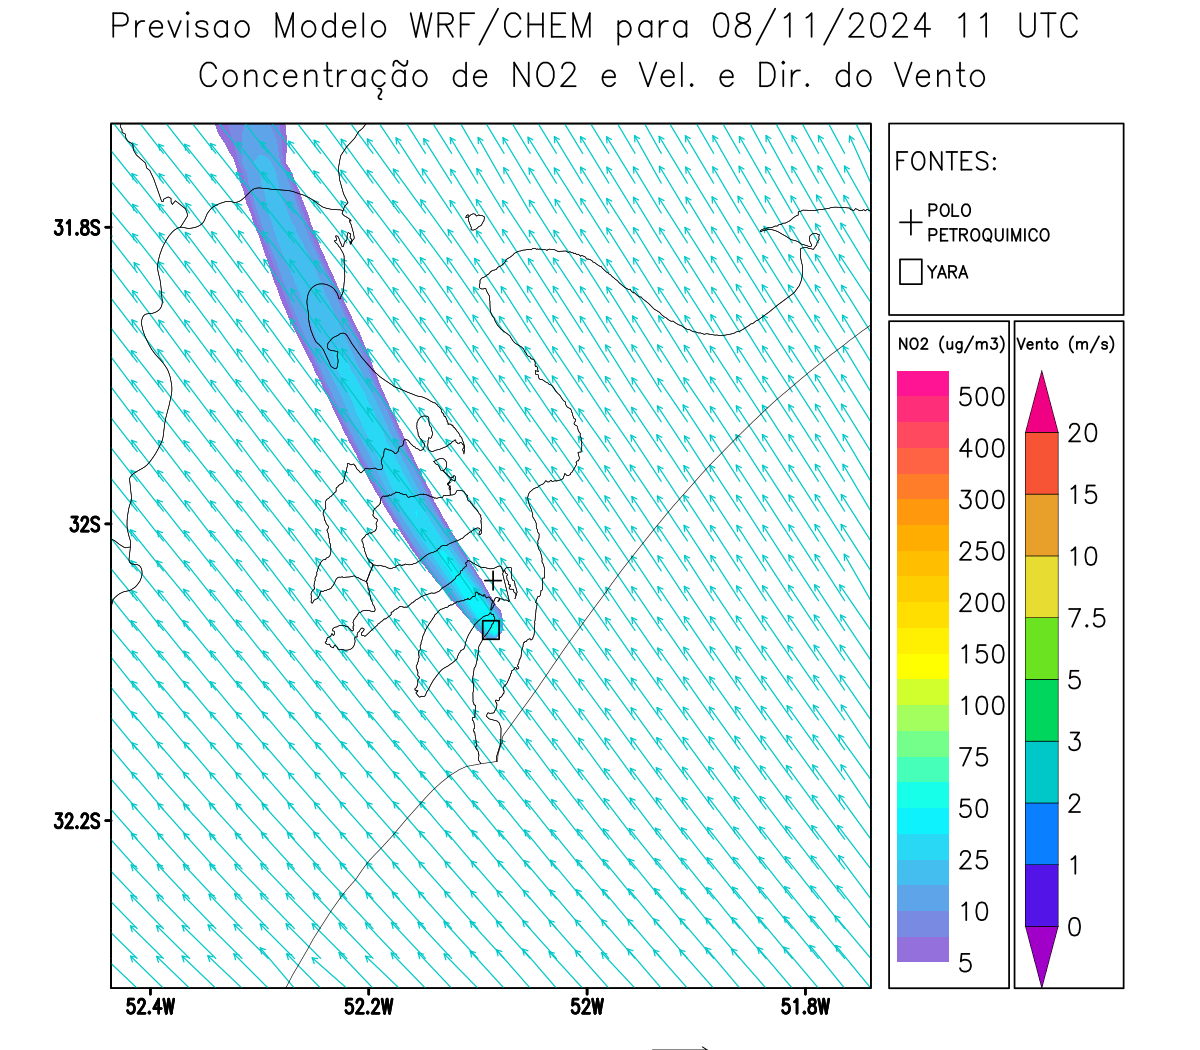 Previsao Modelo WRF/CHEM para 08/11/2024 11 UTC
Concentração de NO2 e Vel. e Dir. do Vento
FONTES:
POLO
PETROQUIMICO
YARA
NO2 (ug/m3)
500
400
300
250
200
150
100
75
50
25
10
5
Vento (m/s)
20
15
10
7.5
5
3
2
1
0
31.8S
32S
32.2S
52.4W
52.2W
52W
51.8W